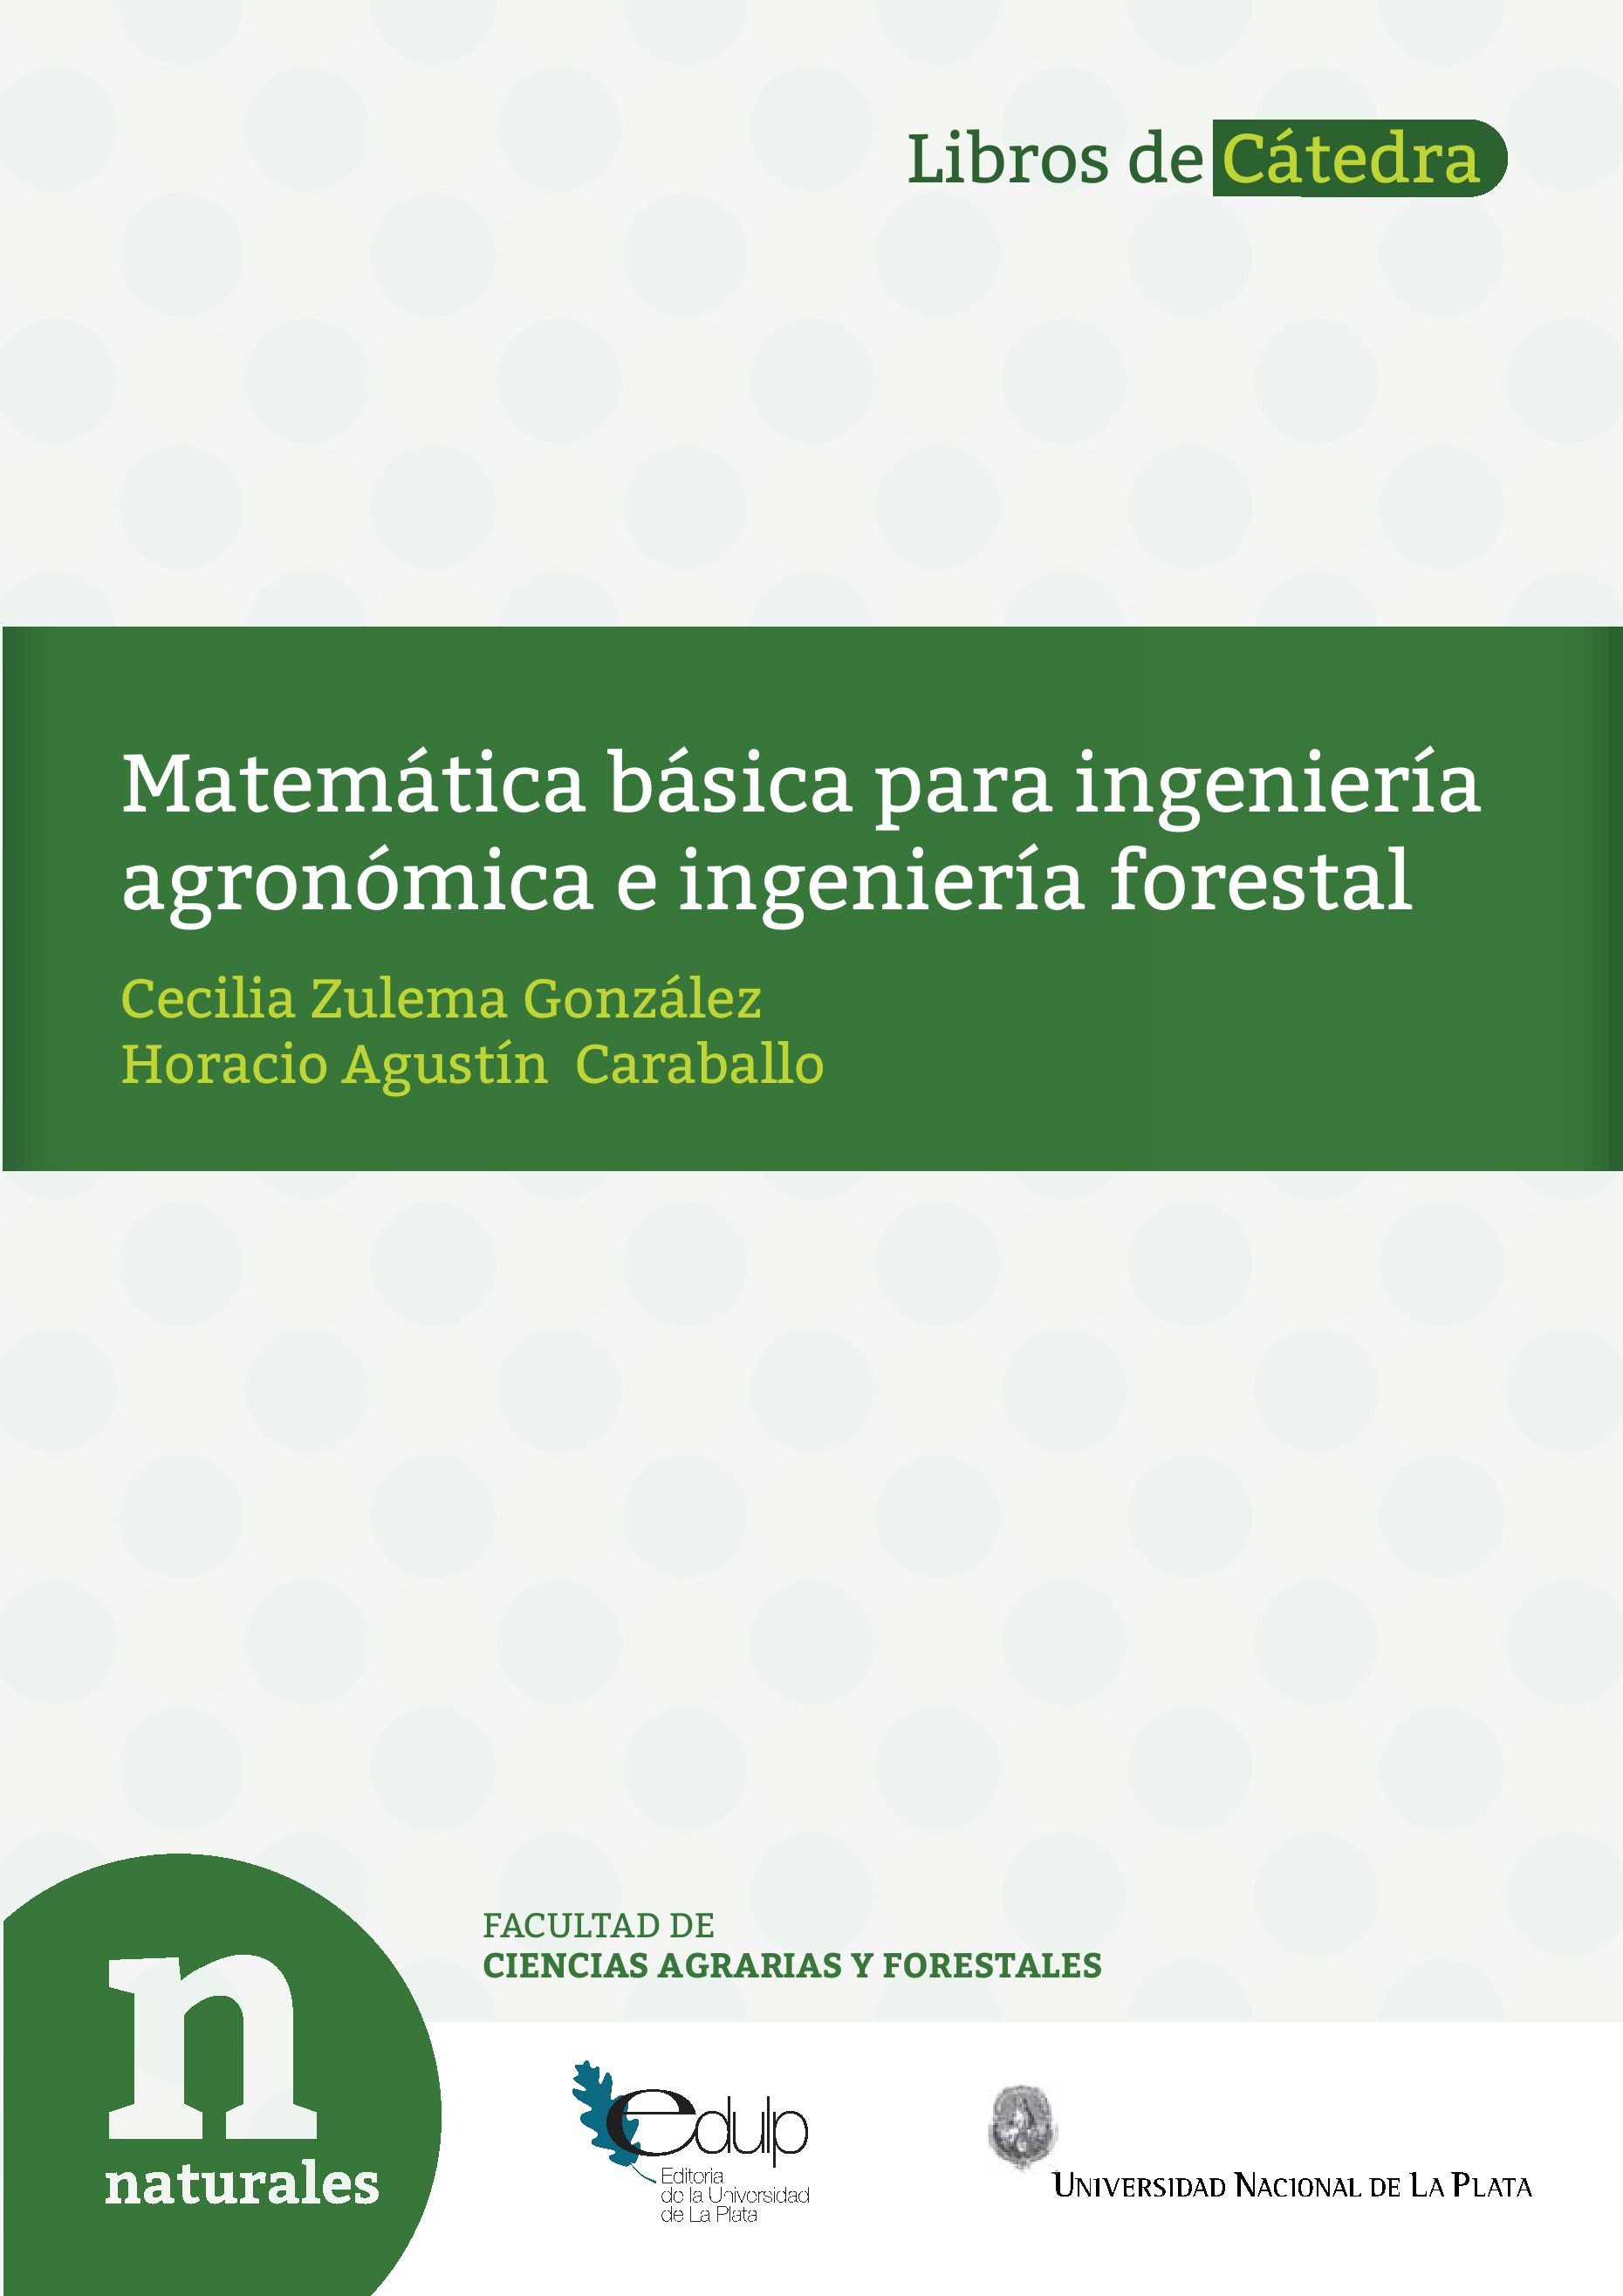 Libros de Cátedra
Matemática básica para ingeniería
agronómica e ingeniería forestal
Cecilia Zulema González
Horacio Agustín Caraballo
FACULTAD DE
CIENCIAS AGRARIAS Y FORESTALES
n
naturales
edulp
Editoria
de la Universidad
de La Plata
UNIVERSIDAD NACIONAL DE LA PLATA